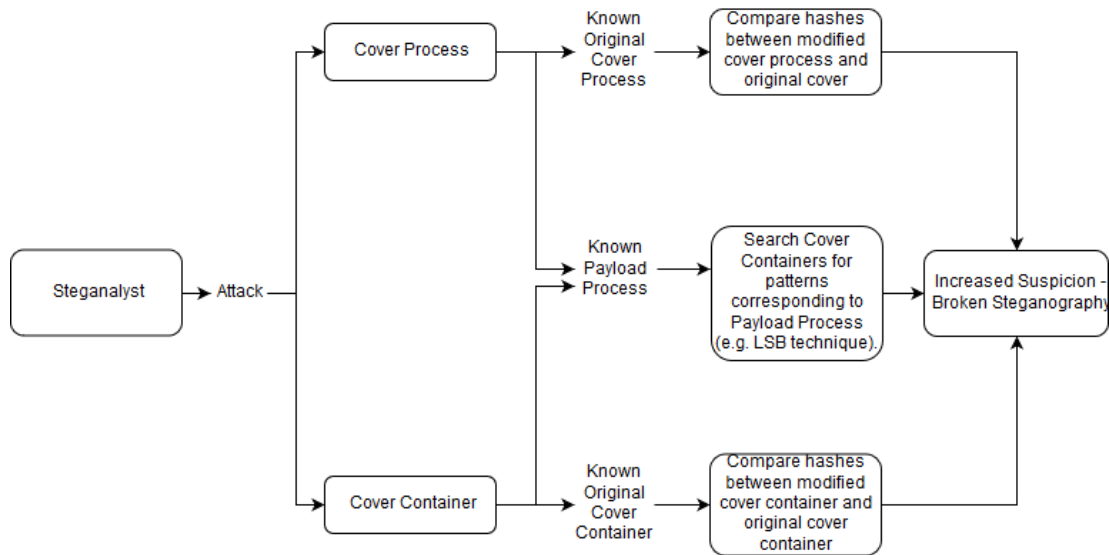 Cover Process
Known
Original
Cover
Process
Compare hashes
between modified
cover process and
original cover
Steganalyst
Attack
Known
Payload
Process
Search Cover
Containers for
patterns
corresponding to
Payload Process
(e.g. LSB technique).
Increased Suspicion -
Broken Steganography
Cover Container
Known
Original
Cover
Container
Compare hashes
between modified
cover container and
original cover
container